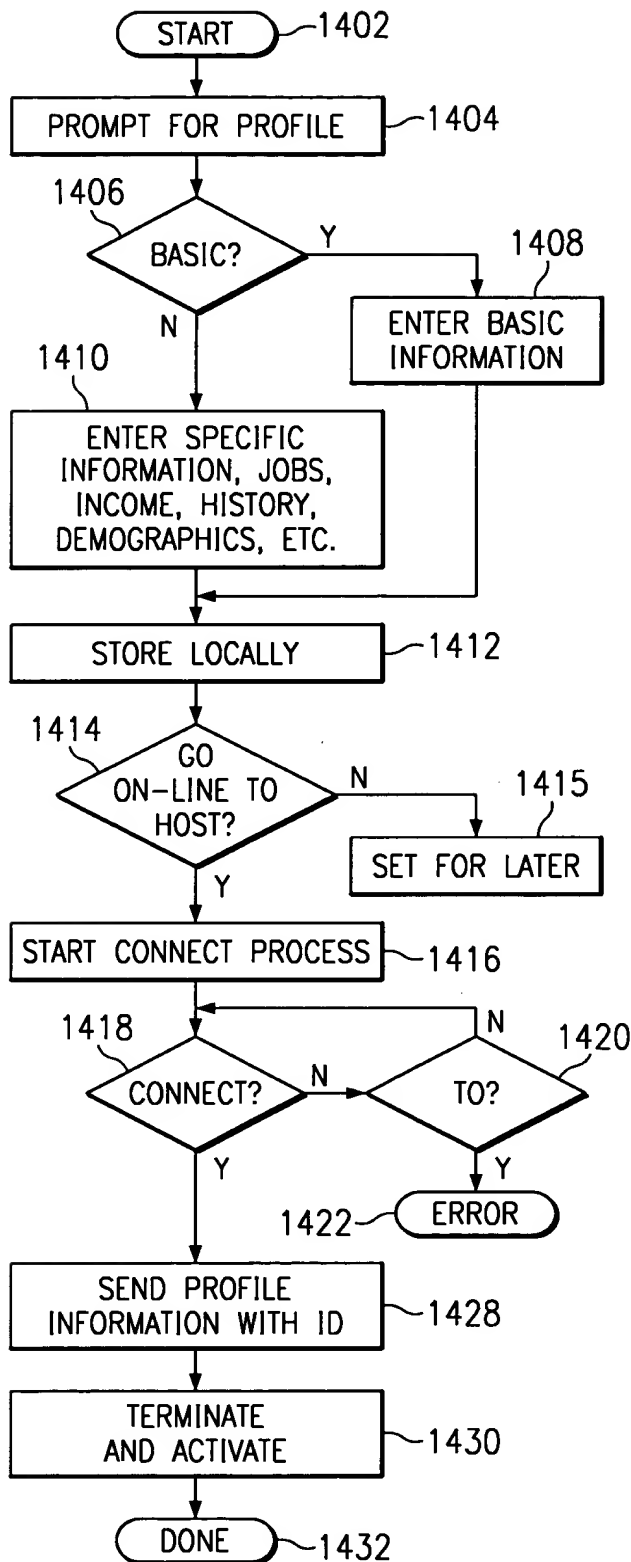 START
1402
PROMPT FOR PROFILE
1404
1406
BASIC?
Y
N
1408
ENTER BASIC
INFORMATION
1410
ENTER SPECIFIC
INFORMATION, JOBS,
INCOME, HISTORY,
DEMOGRAPHICS, ETC.
STORE LOCALLY
1412
1414
GO
ON-LINE TO
HOST?
N
Y
1415
SET FOR LATER
START CONNECT PROCESS
1416
1418
CONNECT?
N
Y
N
1420
TO?
Y
1422
ERROR
SEND PROFILE
INFORMATION WITH ID
1428
TERMINATE
AND ACTIVATE
1430
DONE
1432